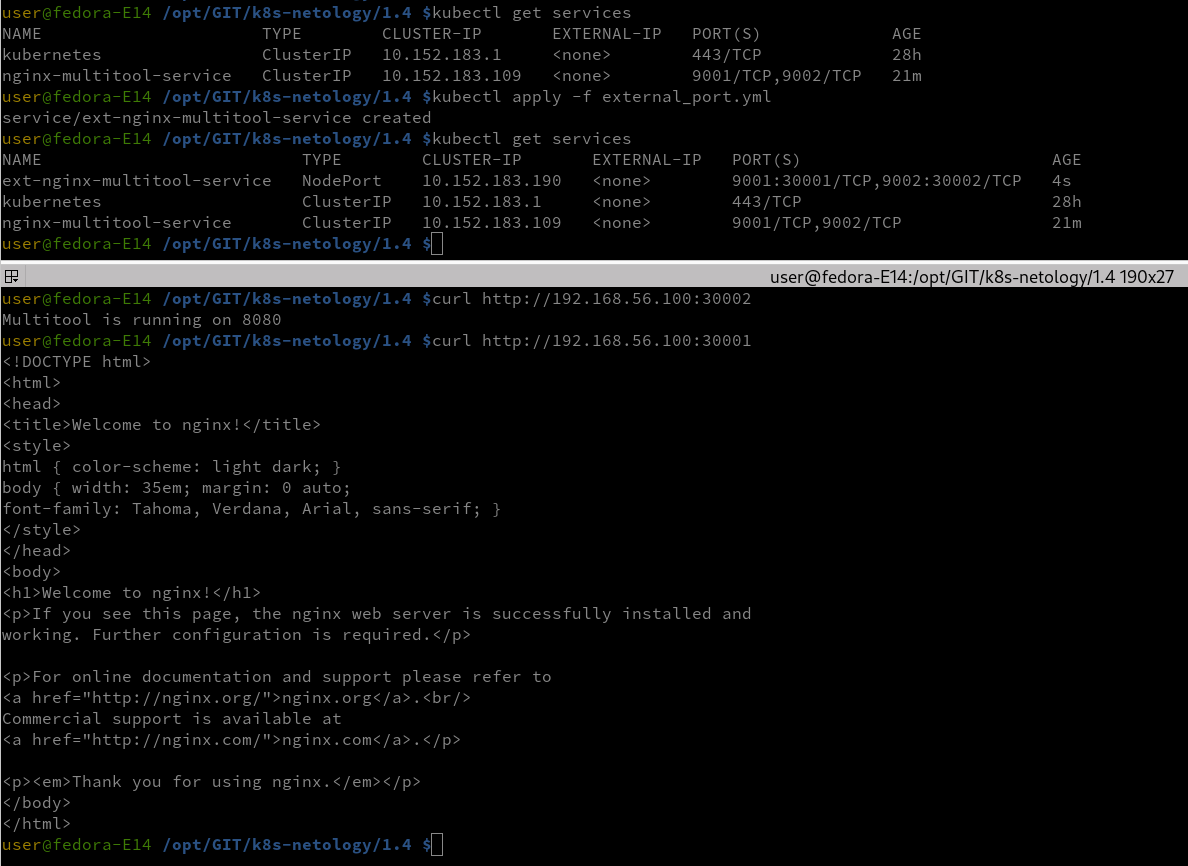 user@fedora-E14 /opt/GIT/k8s-netology/1.4 $kubectl get services
NAME                      TYPE        CLUSTER-IP       EXTERNAL-IP   PORT(S)             AGE
kubernetes                ClusterIP   10.152.183.1     <none>        443/TCP             28h
nginx-multitool-service   ClusterIP   10.152.183.109   <none>        9001/TCP,9002/TCP   21m
user@fedora-E14 /opt/GIT/k8s-netology/1.4 $kubectl apply -f external_port.yml
service/ext-nginx-multitool-service created
user@fedora-E14 /opt/GIT/k8s-netology/1.4 $kubectl get services
NAME                          TYPE        CLUSTER-IP       EXTERNAL-IP   PORT(S)                         AGE
ext-nginx-multitool-service   NodePort    10.152.183.190   <none>        9001:30001/TCP,9002:30002/TCP   4s
kubernetes                    ClusterIP   10.152.183.1     <none>        443/TCP                         28h
nginx-multitool-service       ClusterIP   10.152.183.109   <none>        9001/TCP,9002/TCP               21m
user@fedora-E14 /opt/GIT/k8s-netology/1.4 $
user@fedora-E14:/opt/GIT/k8s-netology/1.4 190x27
user@fedora-E14 /opt/GIT/k8s-netology/1.4 $curl http://192.168.56.100:30002
Multitool is running on 8080
user@fedora-E14 /opt/GIT/k8s-netology/1.4 $curl http://192.168.56.100:30001
<!DOCTYPE html>
<html>
<head>
<title>Welcome to nginx!</title>
<style>
html { color-scheme: light dark; }
body { width: 35em; margin: 0 auto;
font-family: Tahoma, Verdana, Arial, sans-serif; }
</style>
</head>
<body>
<h1>Welcome to nginx!</h1>
<p>If you see this page, the nginx web server is successfully installed and
working. Further configuration is required.</p>

<p>For online documentation and support please refer to
<a href="http://nginx.org/">nginx.org</a>.<br/>
Commercial support is available at
<a href="http://nginx.com/">nginx.com</a>.</p>

<p><em>Thank you for using nginx.</em></p>
</body>
</html>
user@fedora-E14 /opt/GIT/k8s-netology/1.4 $